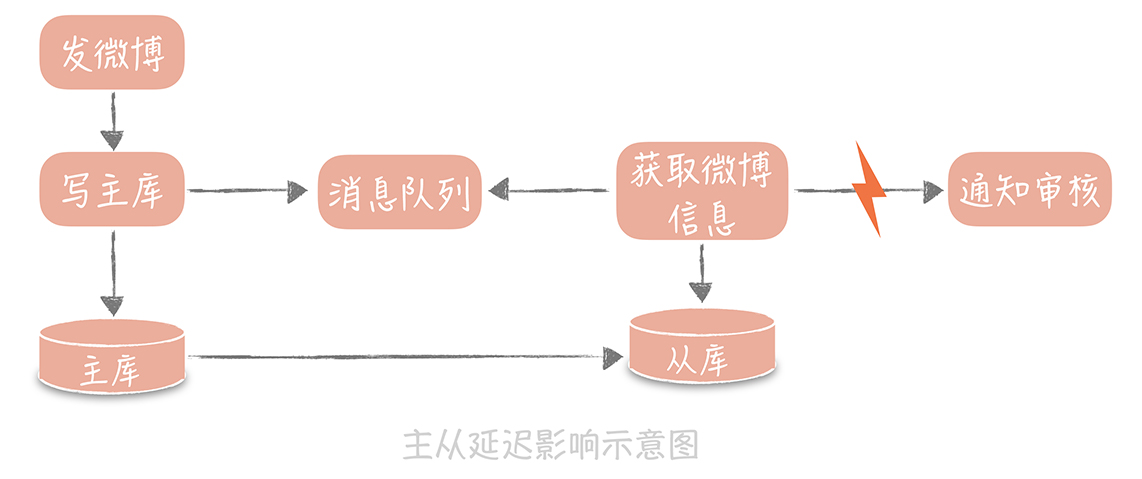 发微博
写主库
消息队列
获取微博
信息
通知审核
主库
从库
主从延迟影响示意图